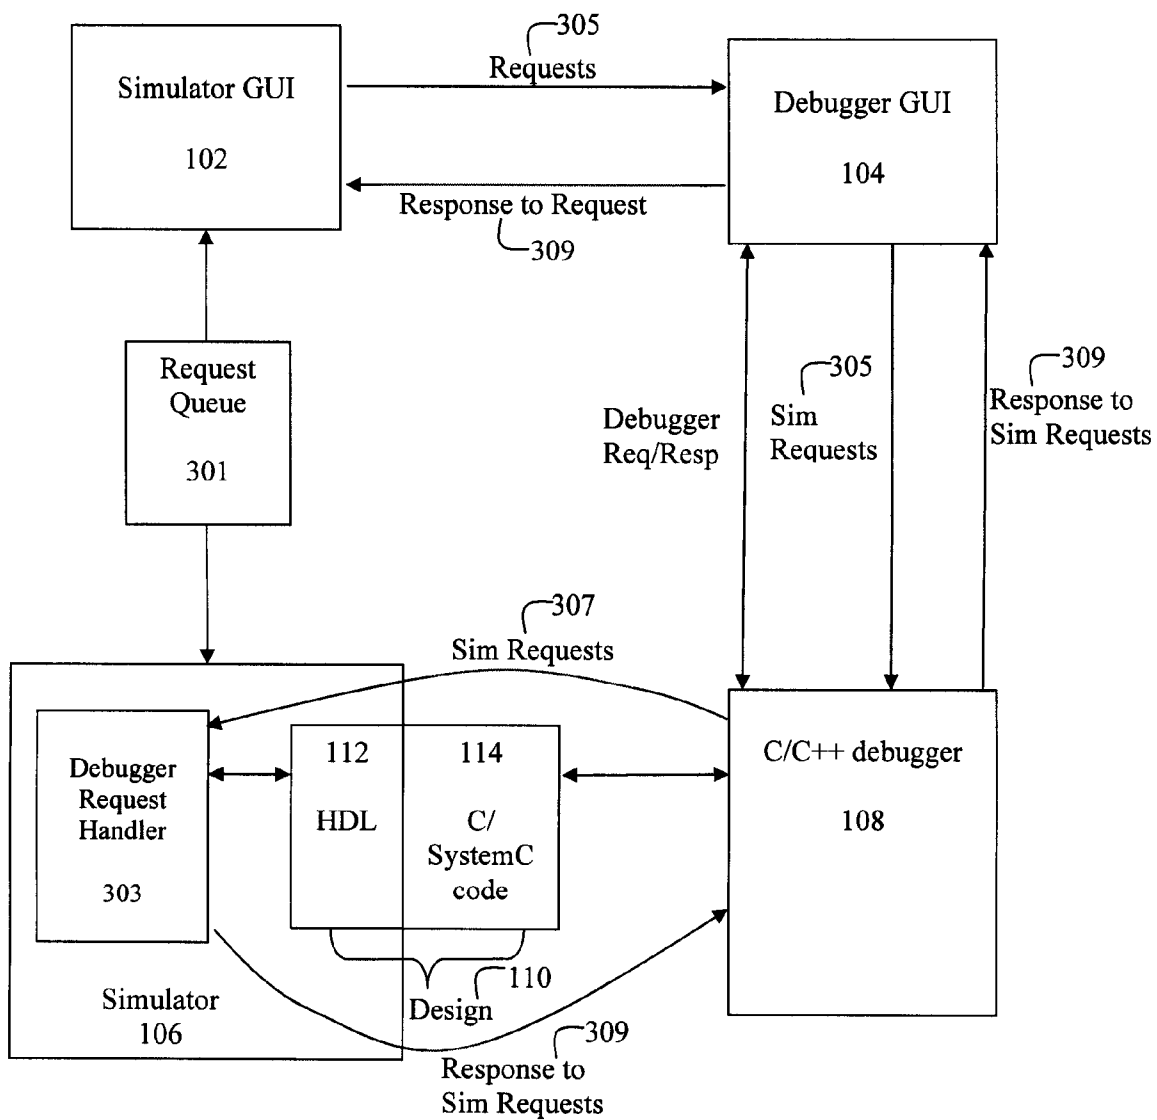 305
Requests
Simulator GUI
102
Debugger GUI
104
Response to Request
309
Request
Queue
301
Debugger
Req/Resp
305
Sim
Requests
309
Response to
Sim Requests
307
Sim Requests
Debugger
Request
Handler
303
112
HDL
114
C/
SystemC
code
C/C++ debugger
108
Design
110
Simulator
106
309
Response to
Sim Requests